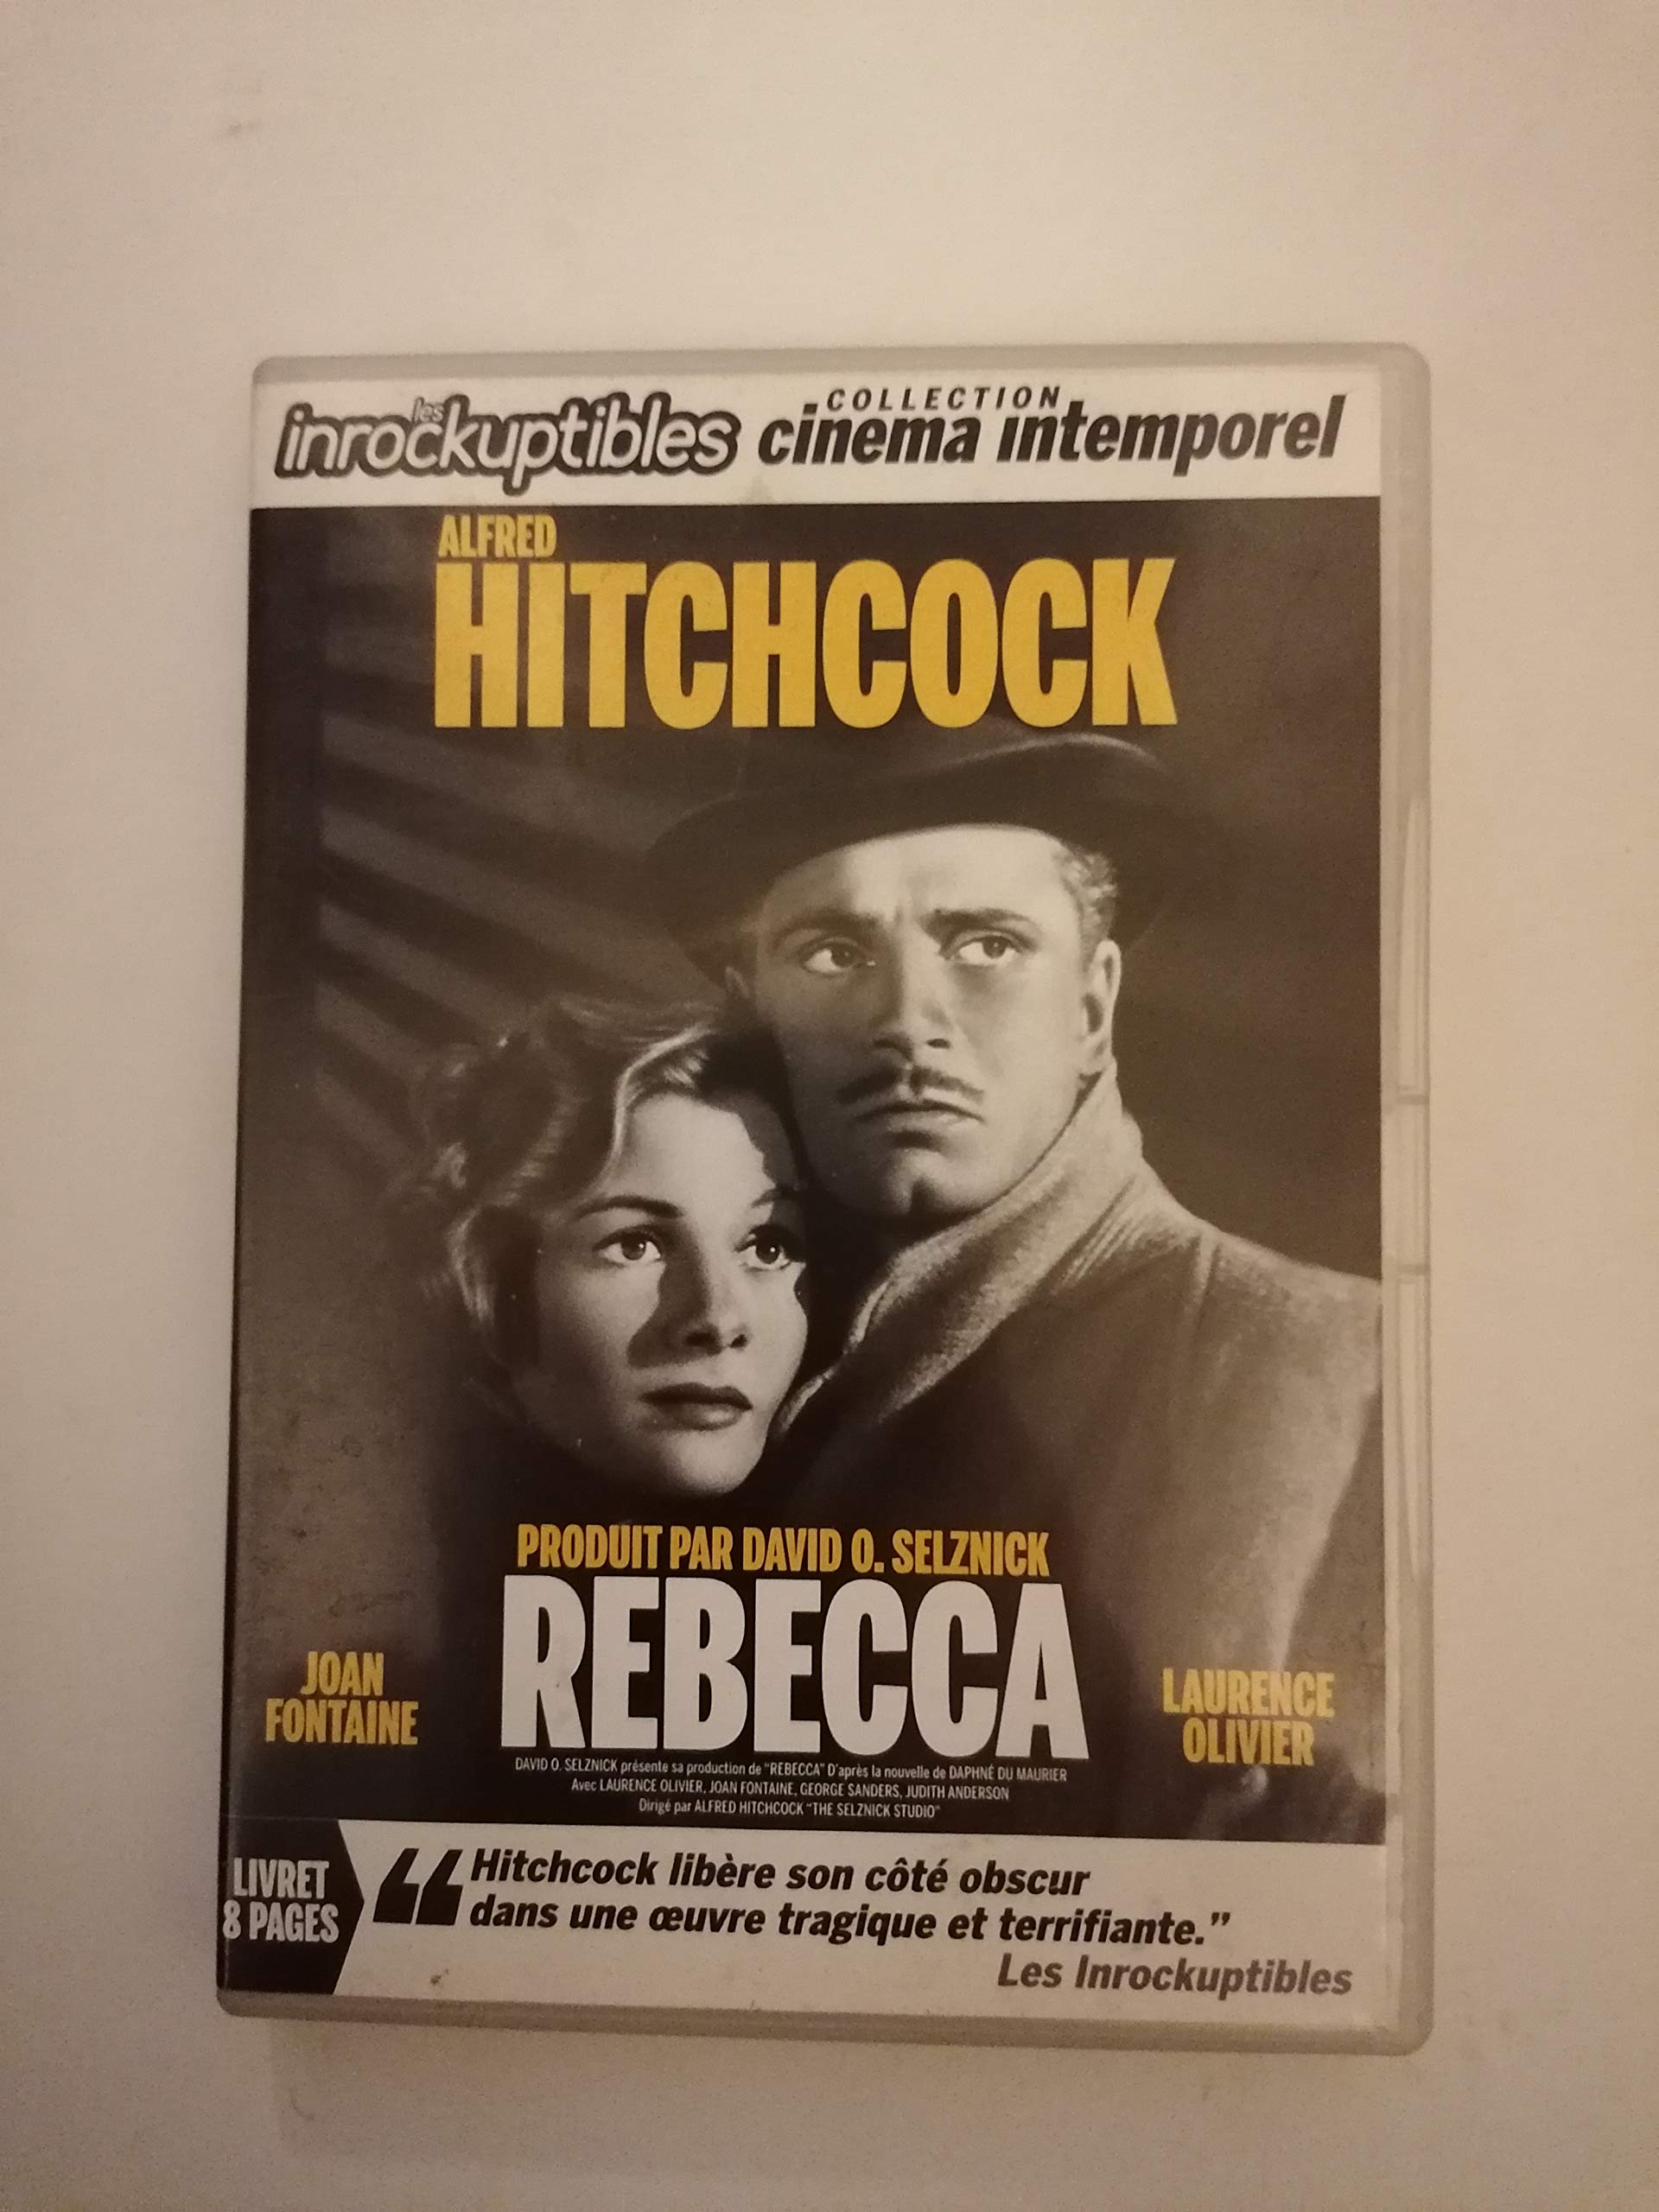 les
inrockuptibles COLLECTION cinéma intemporel
ALFRED
HITCHCOCK
PRODUIT PAR DAVID O. SELZNICK
REBECCA
JOAN
FONTAINE
LAURENCE
OLIVIER
DAVID O. SELZNICK présente sa production de "REBECCA" D'après la nouvelle de DAPHNÉ DU MAURIER
Avec LAURENCE OLIVIER, JOAN FONTAINE, GEORGE SANDERS, JUDITH ANDERSON
Dirigé par ALFRED HITCHCOCK "THE SELZNICK STUDIO"
LIVRET
8 PAGES
“Hitchcock libère son côté obscur
dans une œuvre tragique et terrifiante.”
Les Inrockuptibles